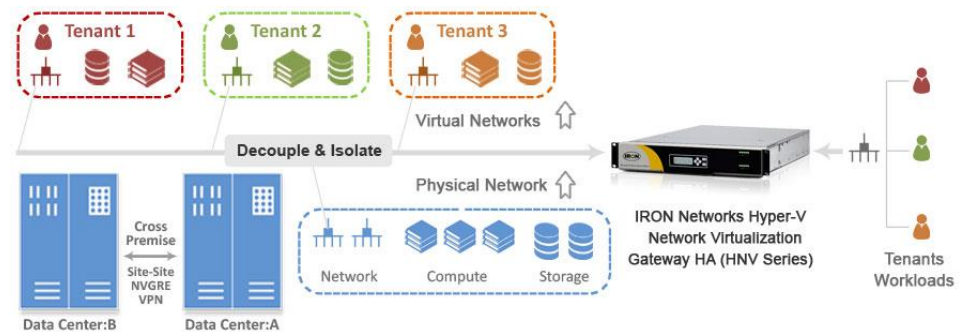 Tenant 1
Tenant 2
Tenant 3
Virtual Networks
Decouple & Isolate
Physical Network
IRON
IRON Networks Hyper-V
Network Virtualization
Gateway HA (HNV Series)
Tenants
Workloads
Cross
Premise
Site-Site
NVGRE
VPN
Network
Compute
Storage
Data Center:B
Data Center:A